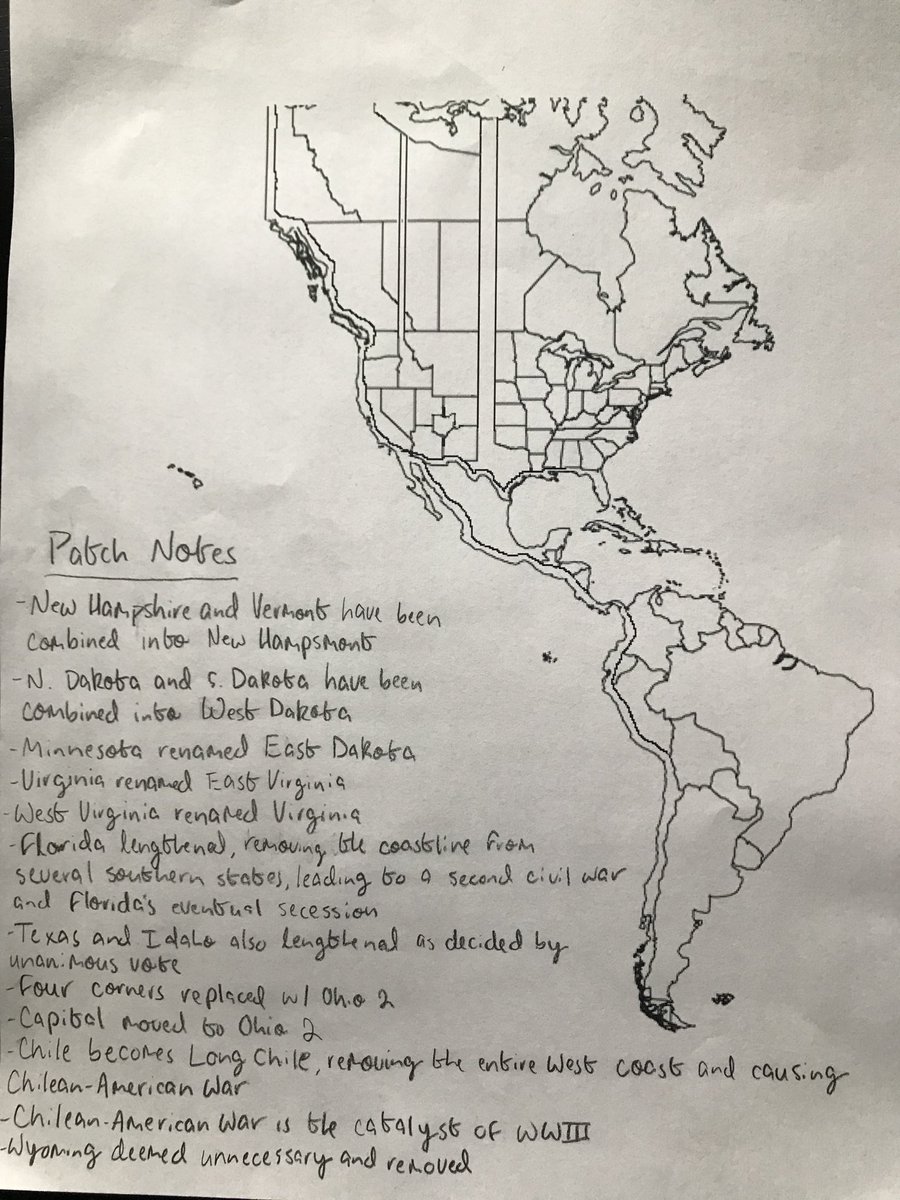 Patch Notes
- New Hampshire and Vermont have been
combined into New Hampsmont
- N. Dakota and S. Dakota have been
combined into West Dakota
- Minnesota renamed East Dakota
- Virginia renamed East Virginia
- West Virginia renamed Virginia
- Florida lengthened, removing the coastline from
several southern states, leading to a second civil war
and Florida's eventual secession
- Texas and Idaho also lengthened as decided by
unanimous vote
- Four corners replaced w/ Ohio 2
- Capital moved to Ohio 2
- Chile becomes Long Chile, removing the entire West coast and causing
Chilean-American War
- Chilean-American War is the catalyst of WWIII
- Wyoming deemed unnecessary and removed